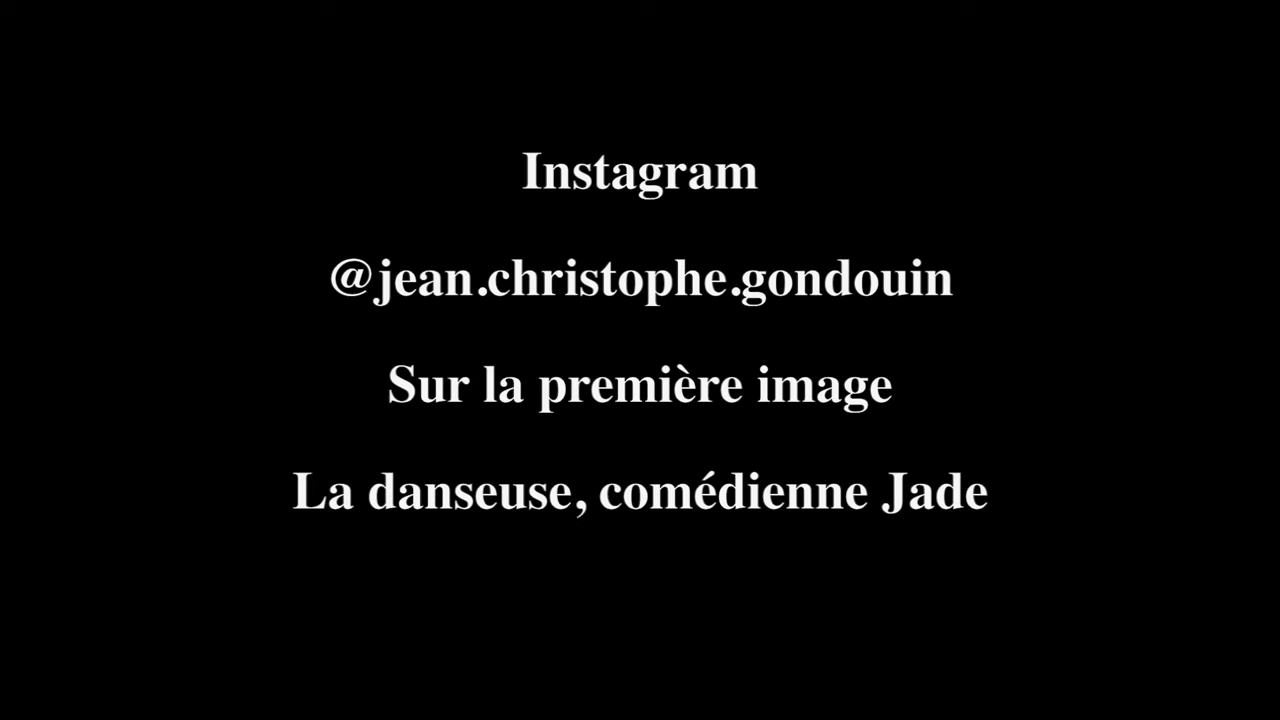 Instagram
@jean.christophe.gondouin
Sur la première image
La danseuse, comédienne Jade